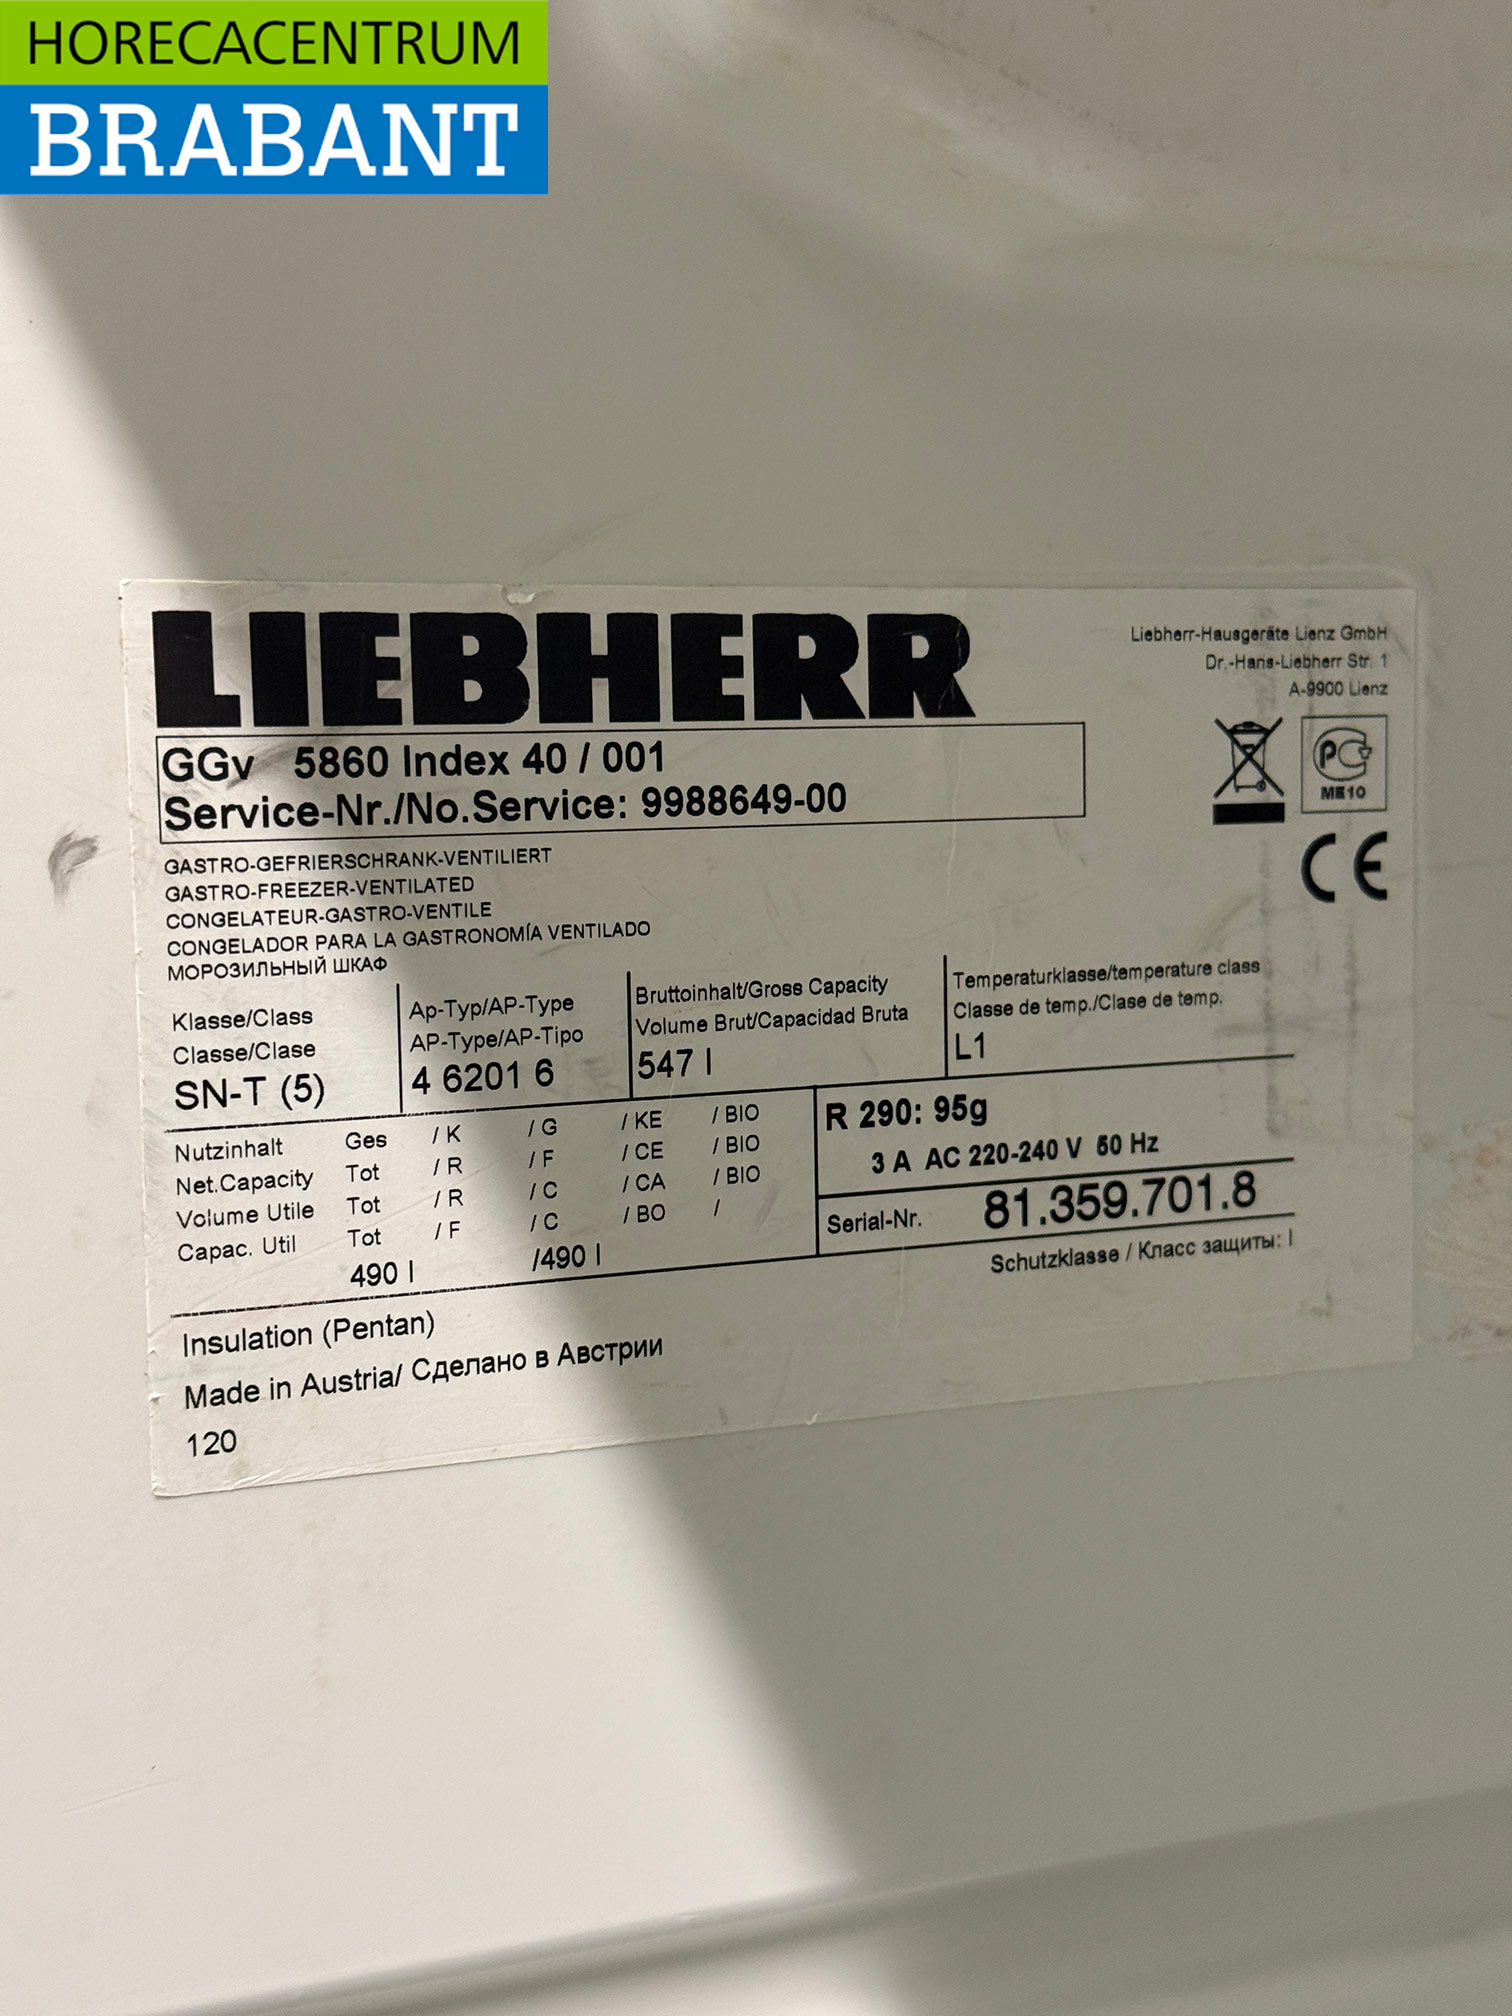 HORECACENTRUM
BRABANT
LIEBHERR
Liebherr-Hausgeräte Lienz GmbH
Dr.-Hans-Liebherr Str. 1
A-9900 Lienz
GGv 5860 Index 40 / 001
Service-Nr./No.Service: 9988649-00
PC
ME10
CE
GASTRO-GEFRIERSCHRANK-VENTILIERT
GASTRO-FREEZER-VENTILATED
CONGELATEUR-GASTRO-VENTILE
CONGELADOR PARA LA GASTRONOMÍA VENTILADO
МОРОЗИЛЬНЫЙ ШКАФ
Klasse/Class
Classe/Clase
SN-T (5)
Ap-Typ/AP-Type
AP-Type/AP-Tipo
4 6201 6
Bruttoinhalt/Gross Capacity
Volume Brut/Capacidad Bruta
547 l
Temperaturklasse/temperature class
Classe de temp./Clase de temp.
L1
Nutzinhalt Ges / K / G / KE / BIO
Net.Capacity Tot / R / F / CE / BIO
Volume Utile Tot / R / C / CA / BIO
Capac. Util Tot / F / C / BO /
490 l /490 l
R 290: 95g
3 A AC 220-240 V 50 Hz
Serial-Nr. 81.359.701.8
Schutzklasse / Класс защиты: I
Insulation (Pentan)
Made in Austria/ Сделано в Австрии
120